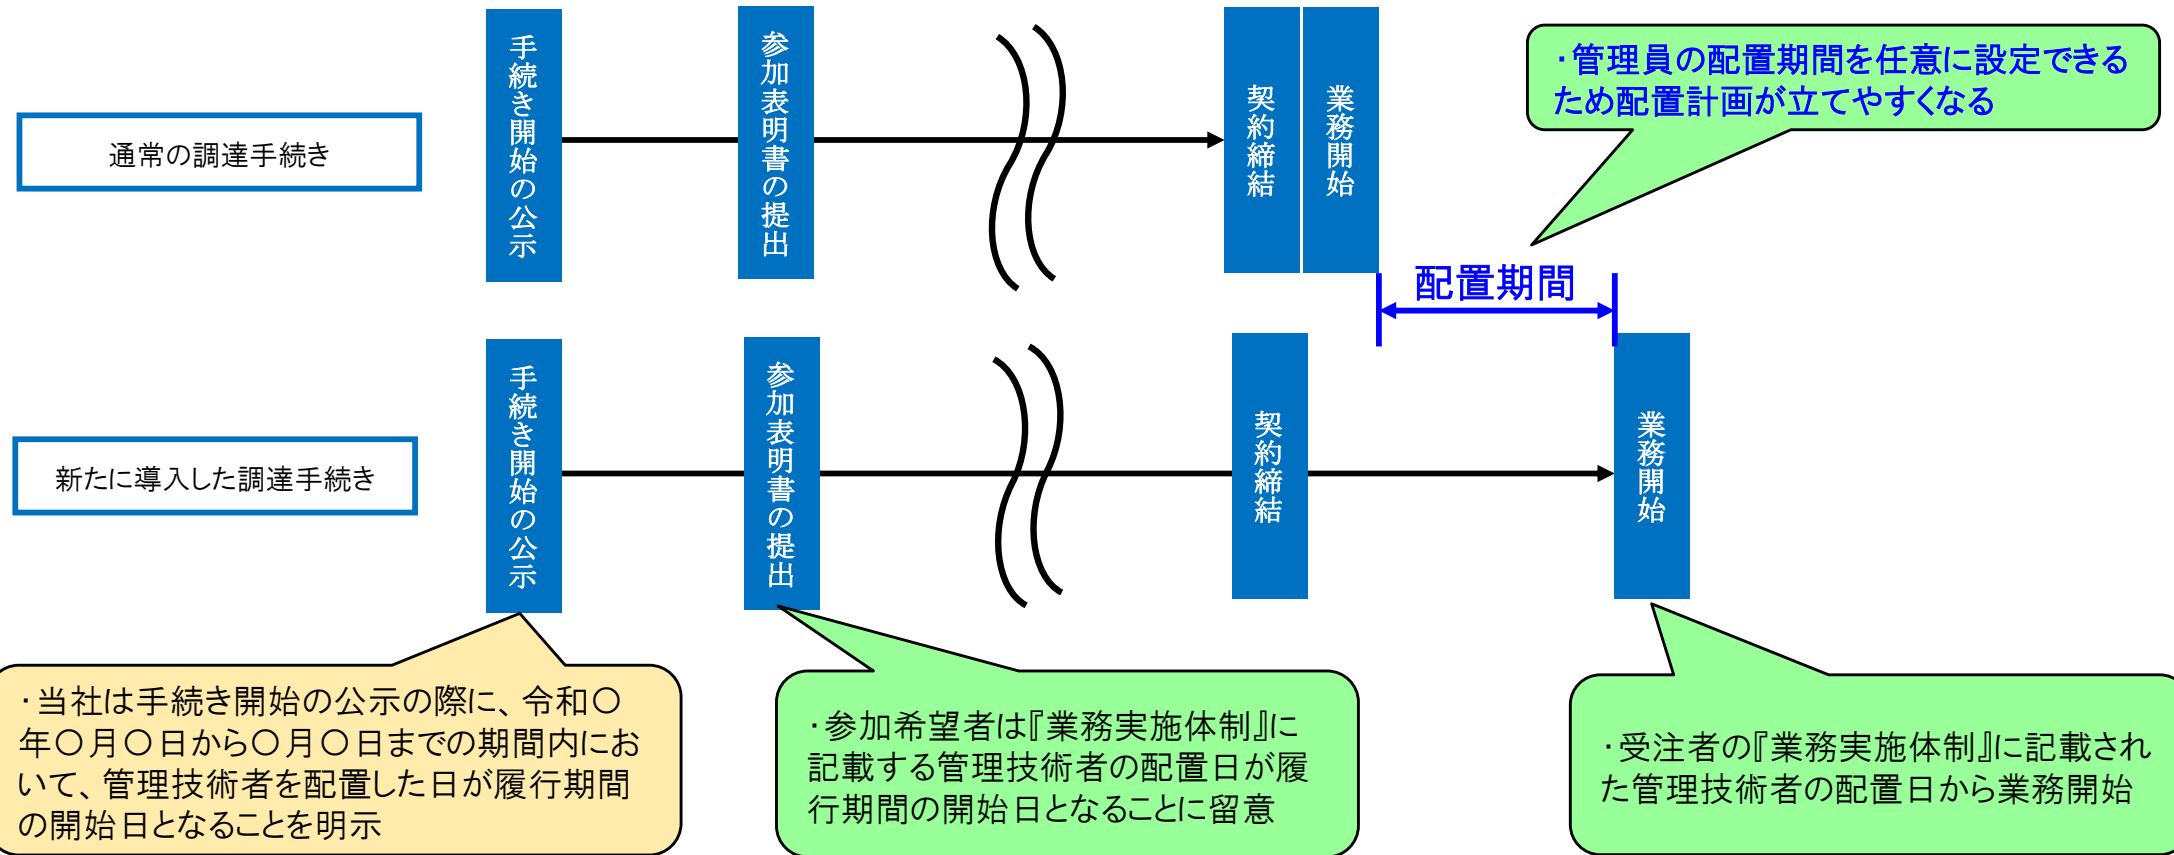 通常の調達手続き
手続き開始の公示
参加表明書の提出
契約締結
業務開始
・管理員の配置期間を任意に設定できる
ため配置計画が立てやすくなる
配置期間
新たに導入した調達手続き
手続き開始の公示
参加表明書の提出
契約締結
業務開始
・当社は手続き開始の公示の際に、令和〇
年〇月〇日から〇月〇日までの期間内にお
いて、管理技術者を配置した日が履行期間
の開始日となることを明示
・参加希望者は『業務実施体制』に
記載する管理技術者の配置日が履
行期間の開始日となることに留意
・受注者の『業務実施体制』に記載され
た管理技術者の配置日から業務開始